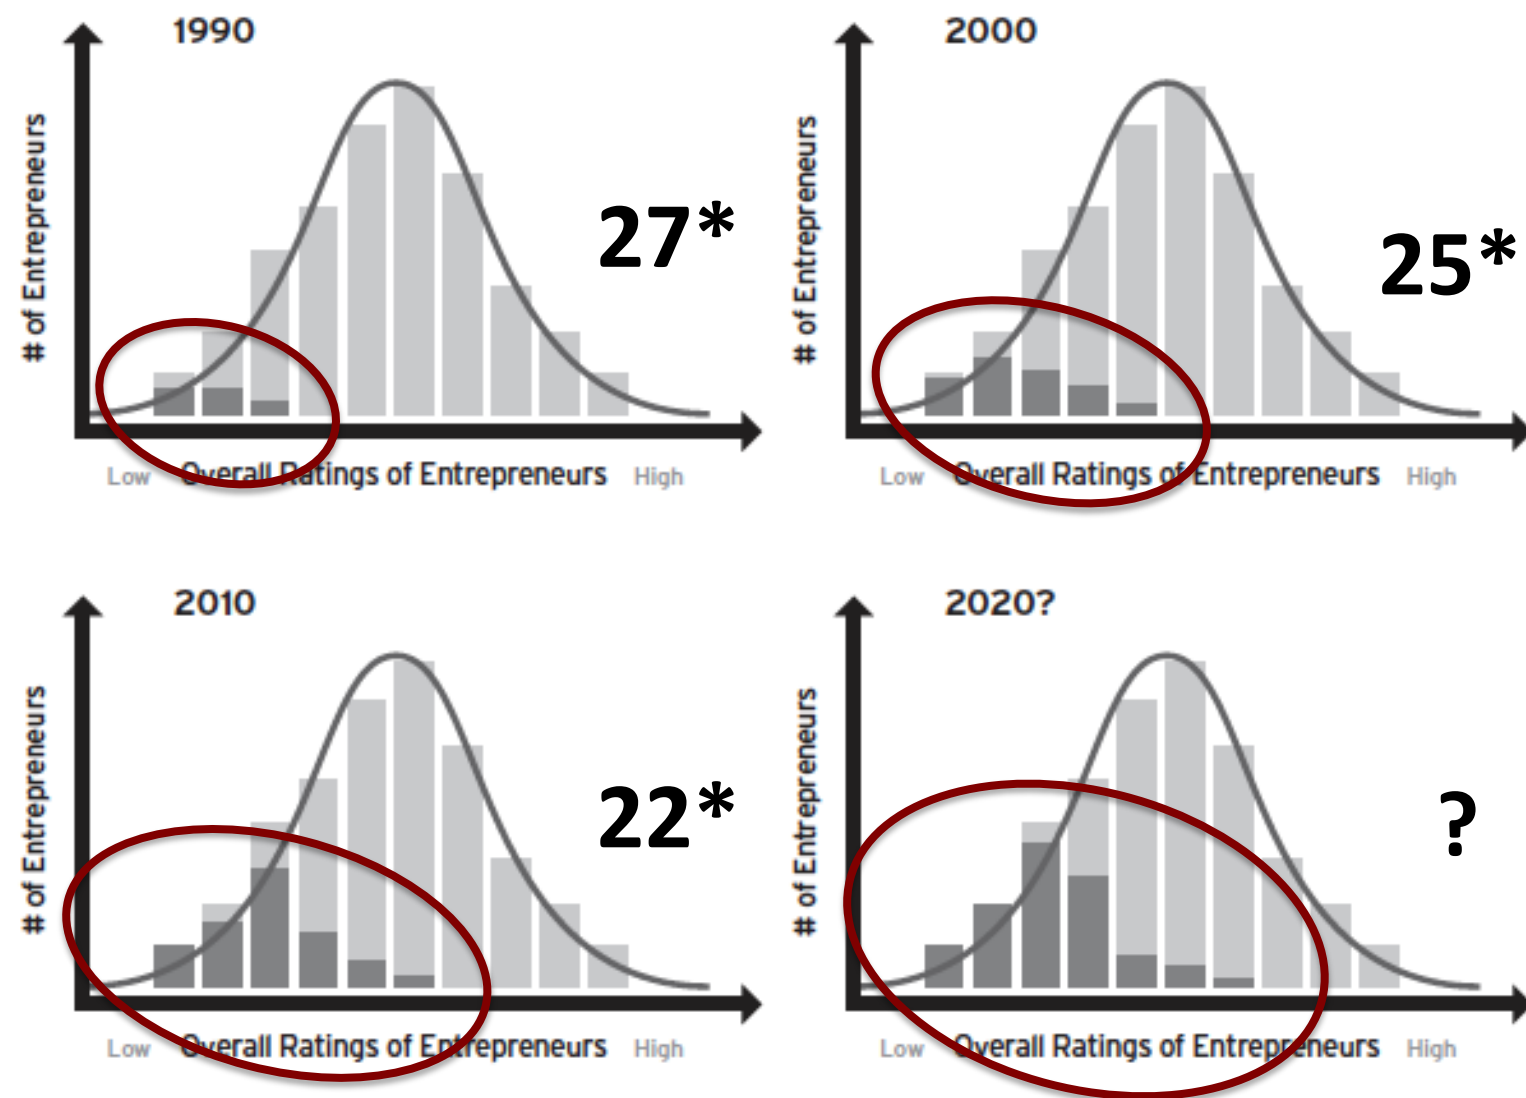 1990
# of Entrepreneurs
27*
Low Overall Ratings of Entrepreneurs High
2000
# of Entrepreneurs
25*
Low Overall Ratings of Entrepreneurs High
2010
# of Entrepreneurs
22*
Low Overall Ratings of Entrepreneurs High
2020?
# of Entrepreneurs
?
Low Overall Ratings of Entrepreneurs High